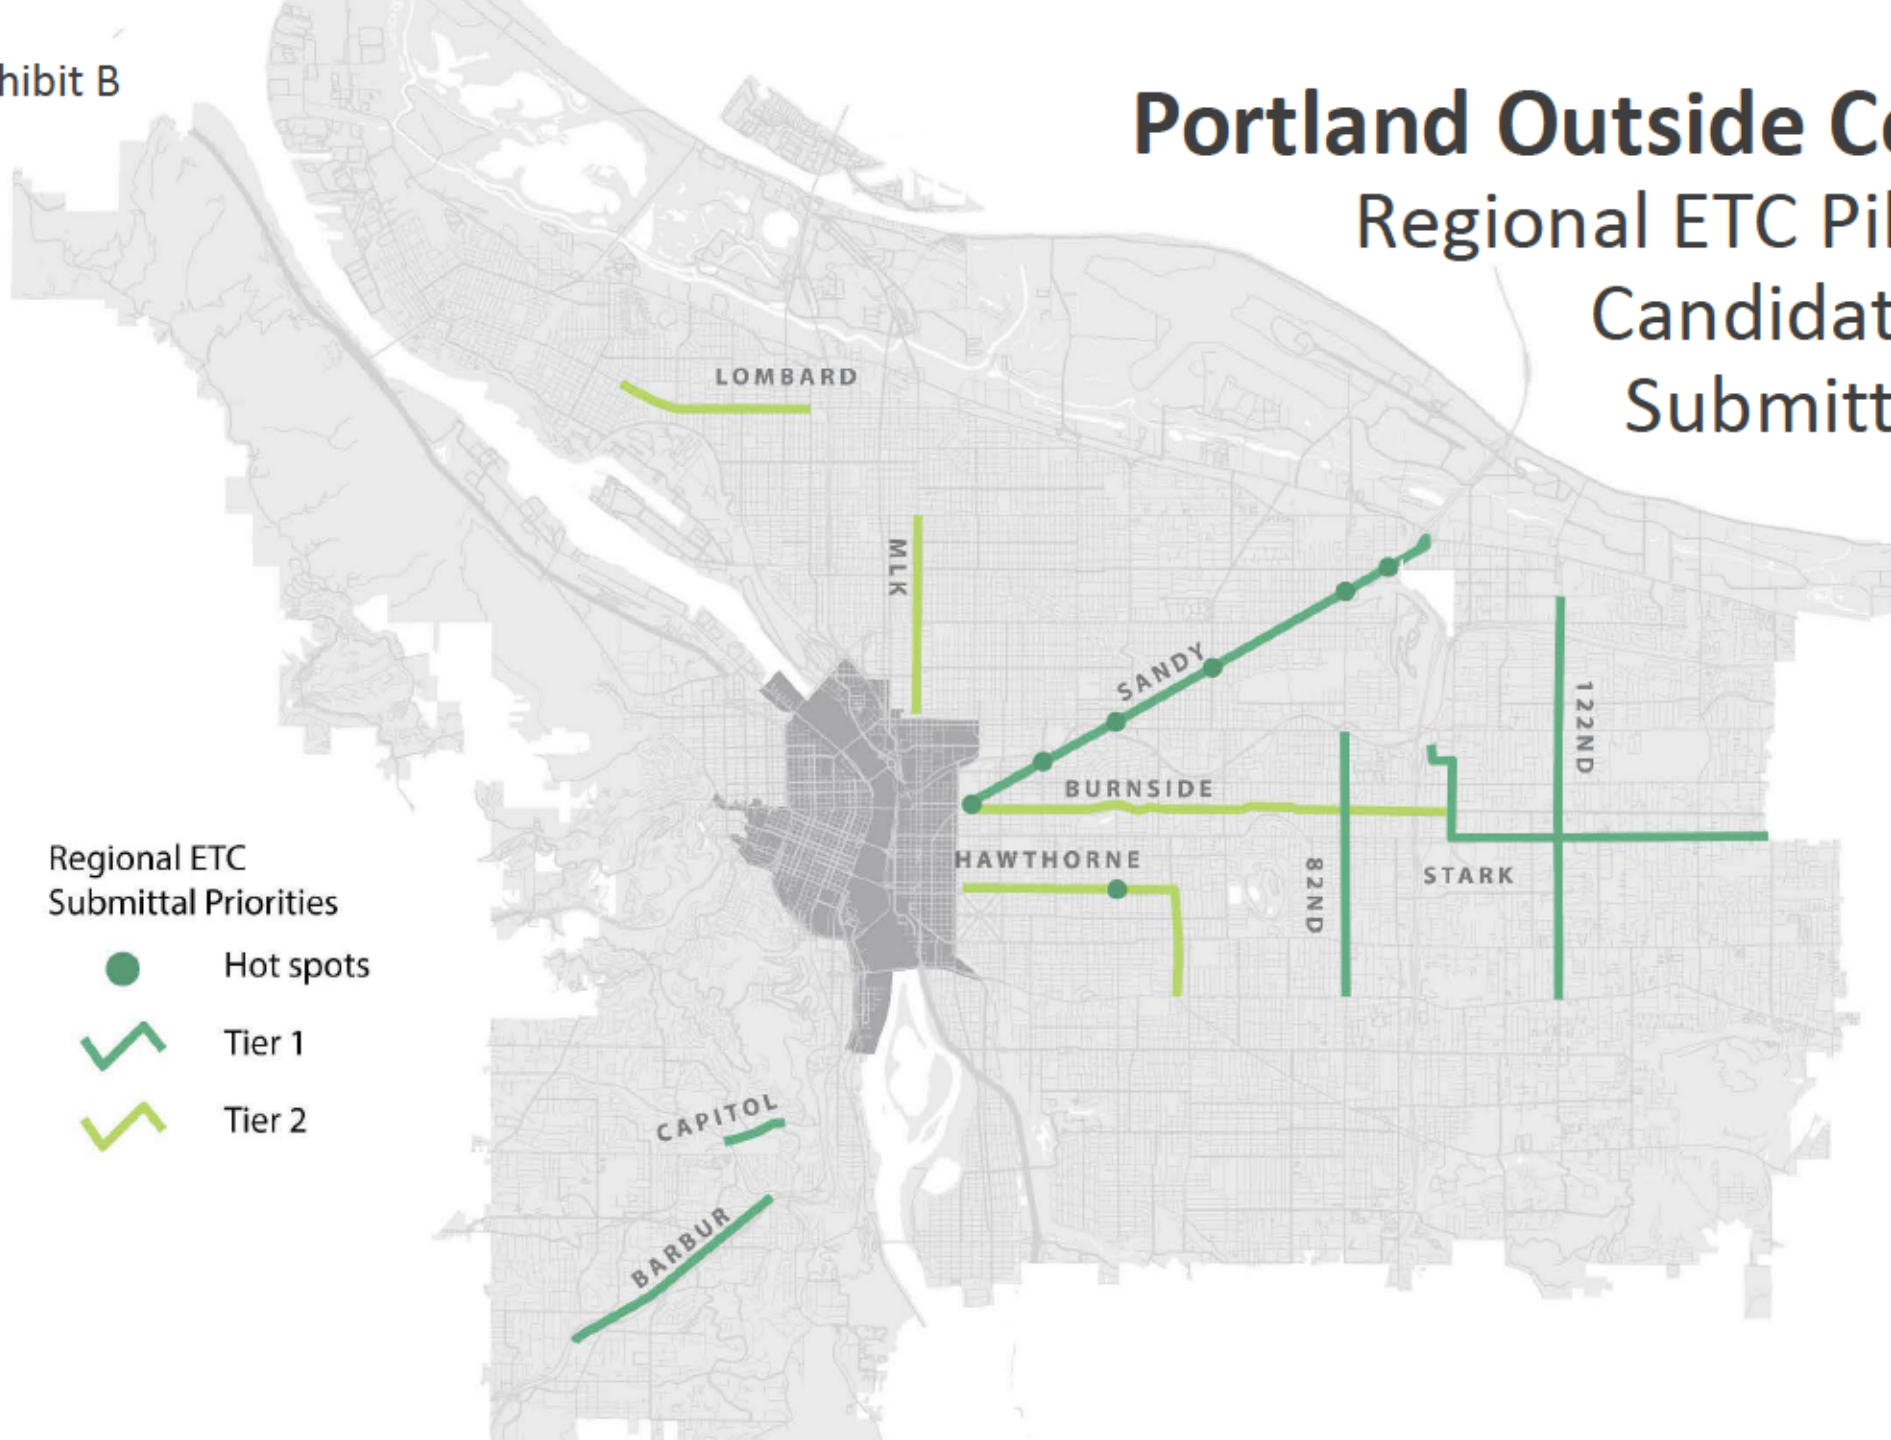 hibit B
Portland Outside Ce
Regional ETC Pil
Candidat
Submitt
LOMBARD
MLK
SANDY
122ND
BURNSIDE
HAWTHORNE
82ND
STARK
Regional ETC
Submittal Priorities
Hot spots
Tier 1
Tier 2
CAPITOL
BARBUR